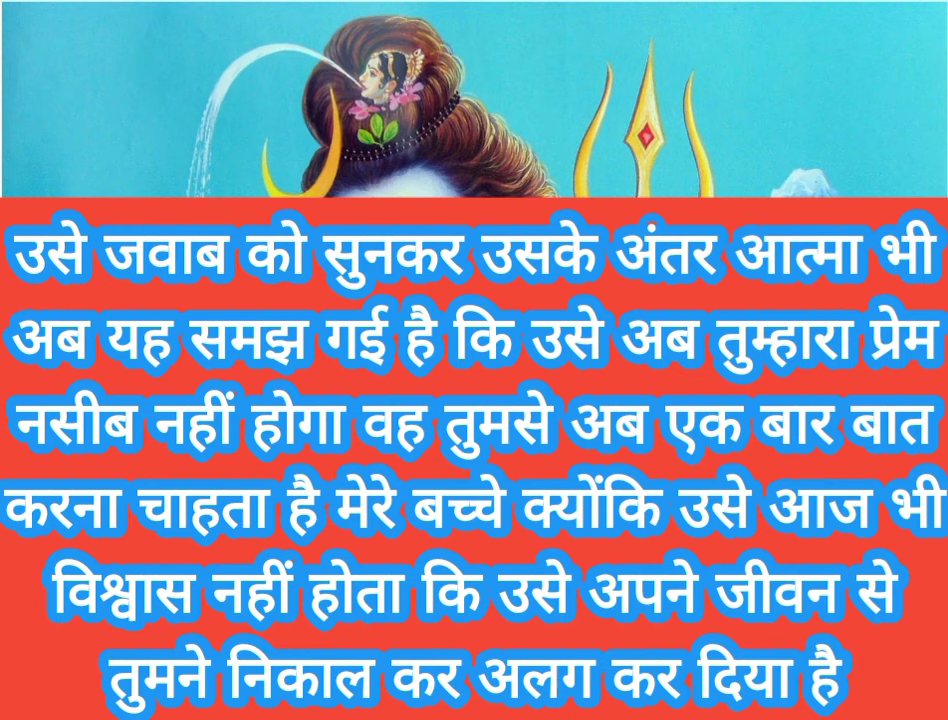 उसे जवाब को सुनकर उसके अंतर आत्मा भी
अब यह समझ गई है कि उसे अब तुम्हारा प्रेम
नसीब नहीं होगा वह तुमसे अब एक बार बात
करना चाहता है मेरे बच्चे क्योंकि उसे आज भी
विश्वास नहीं होता कि उसे अपने जीवन से
तुमने निकाल कर अलग कर दिया है